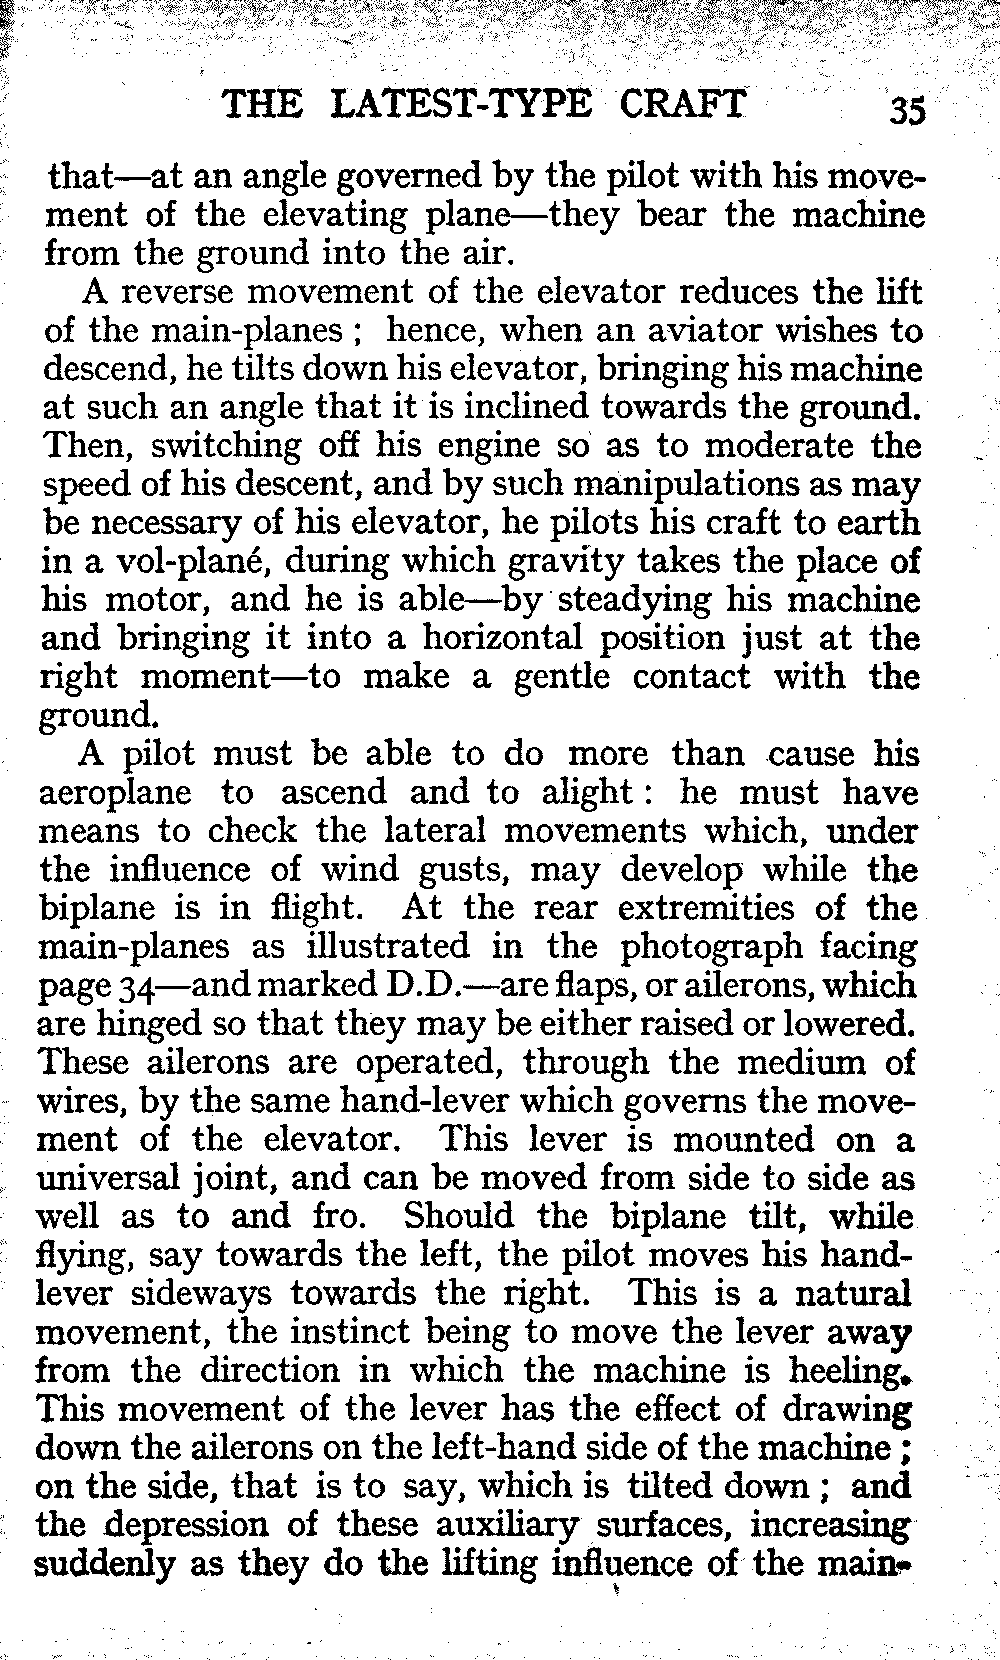 THE LATEST-TYPE CRAFT 35
that—at an angle governed by the pilot with his move-
ment of the elevating plane—they bear the machine
from the ground into the air.
A reverse movement of the elevator reduces the lift
of the main-planes ; hence, when an aviator wishes to
descend, he tilts down his elevator, bringing his machine
at such an angle that it is inclined towards the ground.
Then, switching off his engine so as to moderate the
speed of his descent, and by such manipulations as may
be necessary of his elevator, he pilots his craft to earth
in a vol-plané, during which gravity takes the place of
his motor, and he is able—by steadying his machine
and bringing it into a horizontal position just at the
right moment—to make a gentle contact with the
ground.
A pilot must be able to do more than cause his
aeroplane to ascend and to alight : he must have
means to check the lateral movements which, under
the influence of wind gusts, may develop while the
biplane is in flight. At the rear extremities of the
main-planes as illustrated in the photograph facing
page 34—and marked D.D.—are flaps, or ailerons, which
are hinged so that they may be either raised or lowered.
These ailerons are operated, through the medium of
wires, by the same hand-lever which governs the move-
ment of the elevator. This lever is mounted on a
universal joint, and can be moved from side to side as
well as to and fro. Should the biplane tilt, while
flying, say towards the left, the pilot moves his hand-
lever sideways towards the right. This is a natural
movement, the instinct being to move the lever away
from the direction in which the machine is heeling.
This movement of the lever has the effect of drawing
down the ailerons on the left-hand side of the machine ;
on the side, that is to say, which is tilted down ; and
the depression of these auxiliary surfaces, increasing
suddenly as they do the lifting influence of the main-